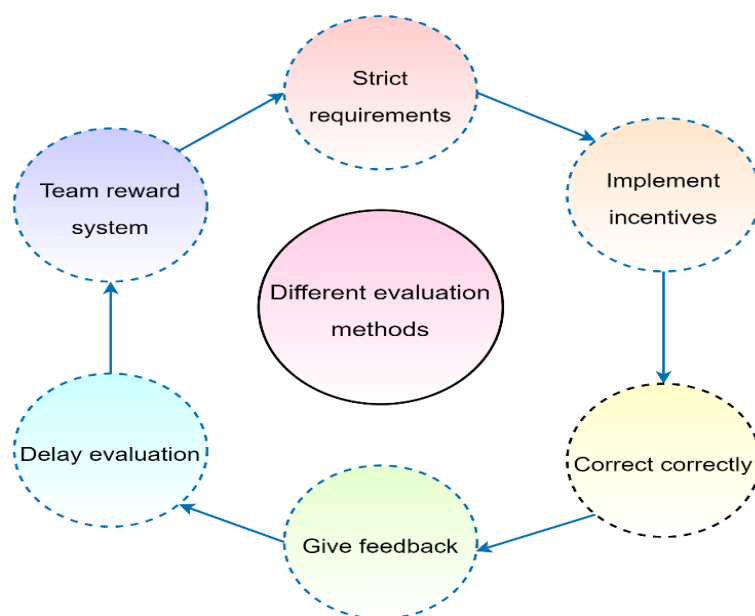 Strict
requirements
Implement
incentives
Correct correctly
Give feedback
Delay evaluation
Team reward
system
Different evaluation
methods